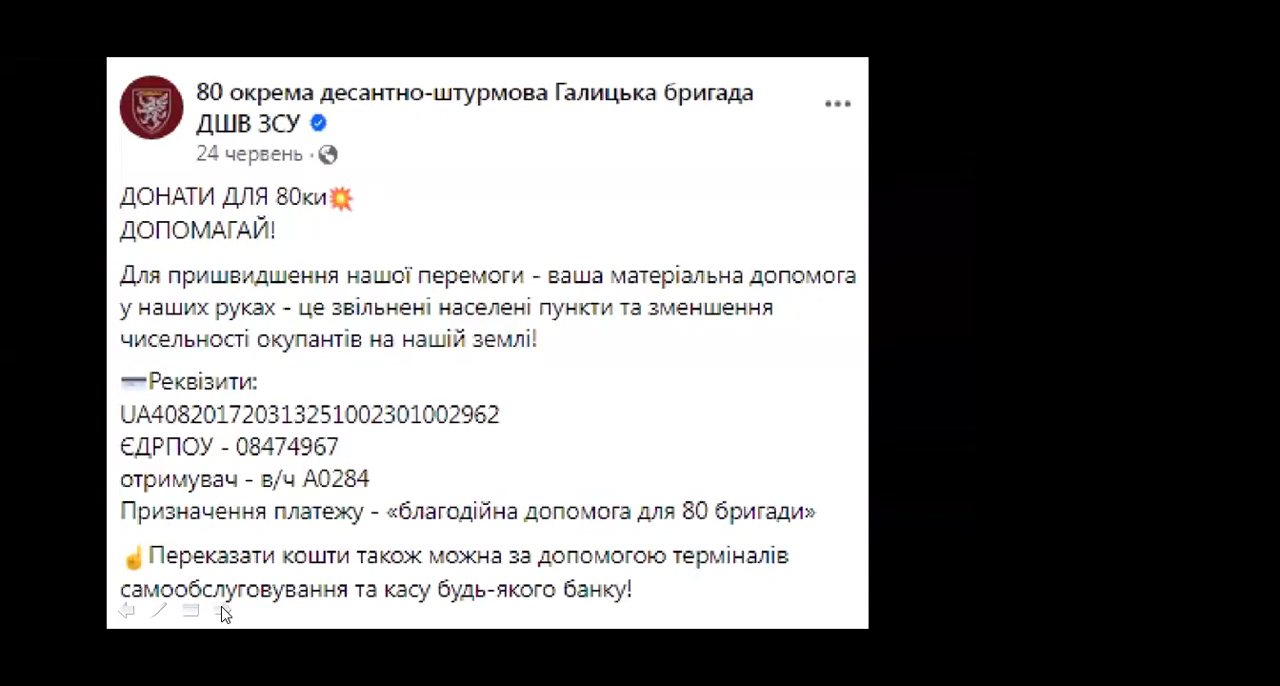 80 окрема десантно-штурмова Галицька бригада
ДШВ ЗСУ
24 червень ·
ДОНАТИ ДЛЯ 80ки💥
ДОПОМАГАЙ!
Для пришвидшення нашої перемоги - ваша матеріальна допомога
у наших руках - це звільнені населені пункти та зменшення
чисельності окупантів на нашій землі!
💳Реквізити:
UA408201720313251002301002962
ЄДРПОУ - 08474967
отримувач - в/ч А0284
Призначення платежу - «благодійна допомога для 80 бригади»
☝Переказати кошти також можна за допомогою терміналів
самообслуговування та касу будь-якого банку!